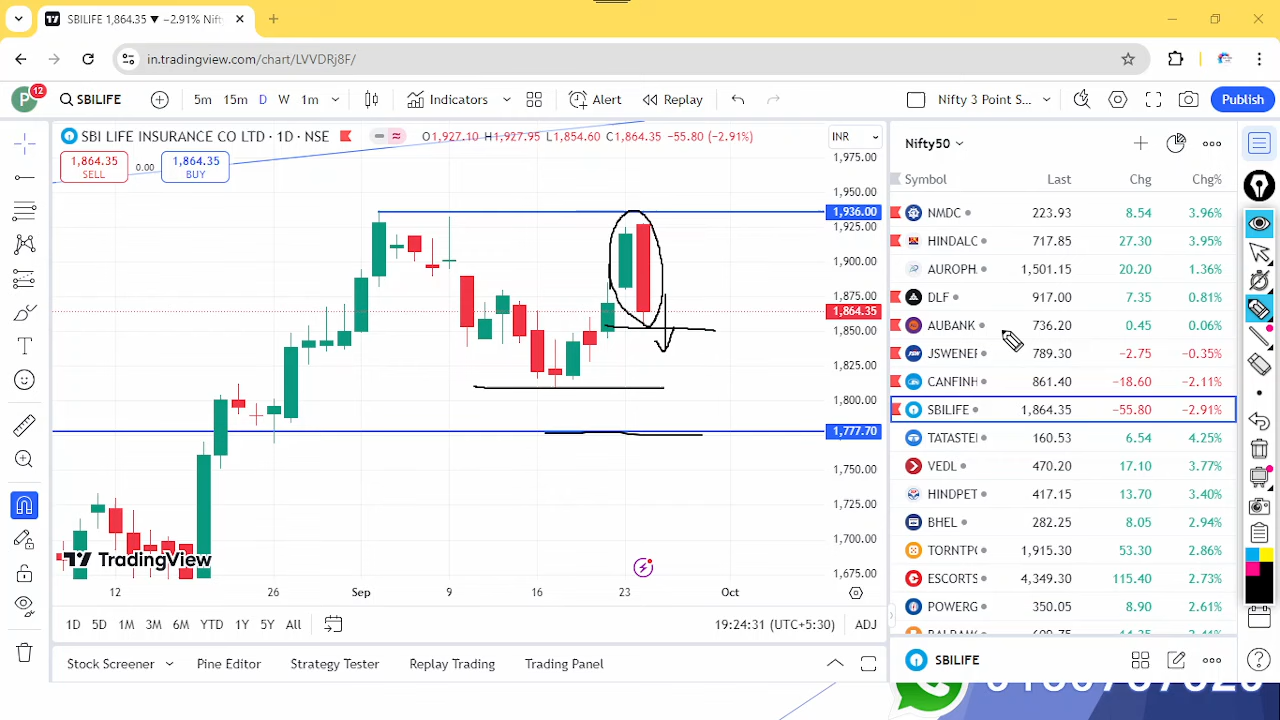 SBILIFE 1,864.35 ▼ −2.91% Nifty
in.tradingview.com/chart/LVVDRj8F/
P 12 SBILIFE 5m 15m D W 1m Indicators Alert Replay Nifty 3 Point S... Publish
SBI LIFE INSURANCE CO LTD · 1D · NSE O1,927.10 H1,927.95 L1,854.60 C1,864.35 −55.80 (−2.91%) INR
1,864.35 SELL 0.00 1,864.35 BUY
1,975.00
1,950.00
1,936.00
1,925.00
1,900.00
1,875.00
1,864.35
1,850.00
1,825.00
1,800.00
1,777.70
1,750.00
1,725.00
1,700.00
1,675.00
TradingView
12 26 Sep 9 16 23 Oct
1D 5D 1M 3M 6M YTD 1Y 5Y All 19:24:31 (UTC+5:30) ADJ
Stock Screener Pine Editor Strategy Tester Replay Trading Trading Panel
Nifty50
Symbol Last Chg Chg%
NMDC 223.93 8.54 3.96%
HINDALC 717.85 27.30 3.95%
AUROPH. 1,501.15 20.20 1.36%
DLF 917.00 7.35 0.81%
AUBANK 736.20 0.45 0.06%
JSWENER 789.30 −2.75 −0.35%
CANFINH 861.40 −18.60 −2.11%
SBILIFE 1,864.35 −55.80 −2.91%
TATASTE 160.53 6.54 4.25%
VEDL 470.20 17.10 3.77%
HINDPET 417.15 13.70 3.40%
BHEL 282.25 8.05 2.94%
TORNTP 1,915.30 53.30 2.86%
ESCORTS 4,349.30 115.40 2.73%
POWERG 350.05 8.90 2.61%
SBILIFE